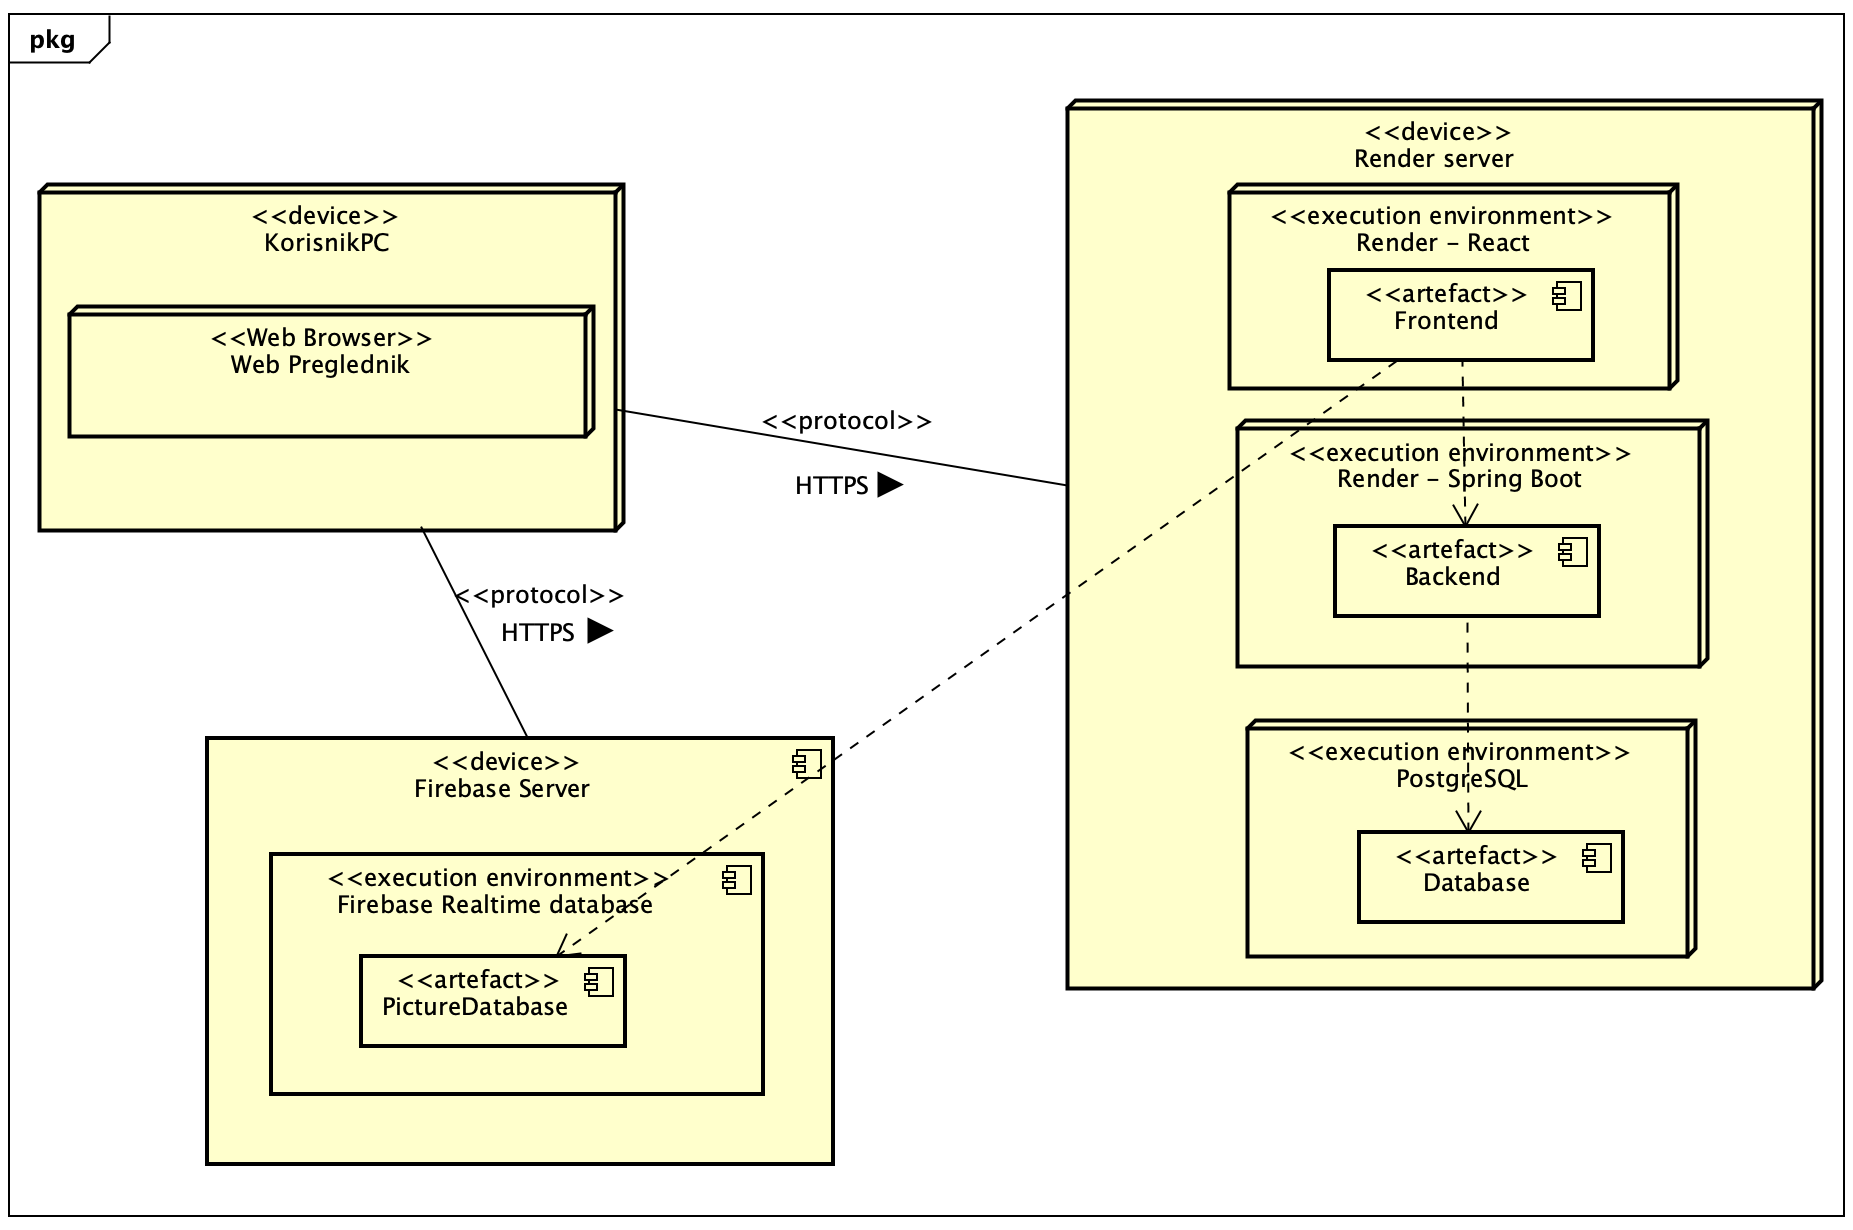 pkg
<<device>>
KorisnikPC
<<Web Browser>>
Web Preglednik
<<protocol>>
HTTPS
<<protocol>>
HTTPS
<<device>>
Firebase Server
<<execution environment>>
Firebase Realtime database
<<artefact>>
PictureDatabase
<<device>>
Render server
<<execution environment>>
Render - React
<<artefact>>
Frontend
<<execution environment>>
Render - Spring Boot
<<artefact>>
Backend
<<execution environment>>
PostgreSQL
<<artefact>>
Database